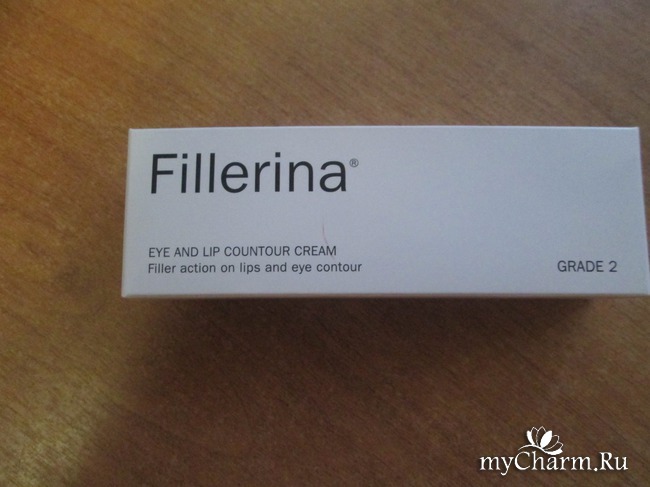 Fillerina®
EYE AND LIP COUNTOUR CREAM
Filler action on lips and eye contour
GRADE 2
myCharm.Ru